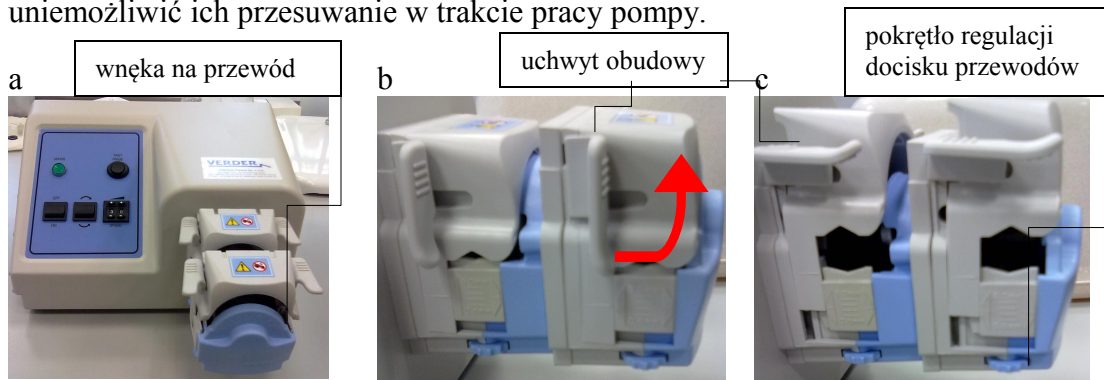 uniemożliwić ich przesuwanie w trakcie pracy pompy.
a
wnęka na przewód
b
uchwyt obudowy
c
pokrętło regulacji
docisku przewodów
VERDER